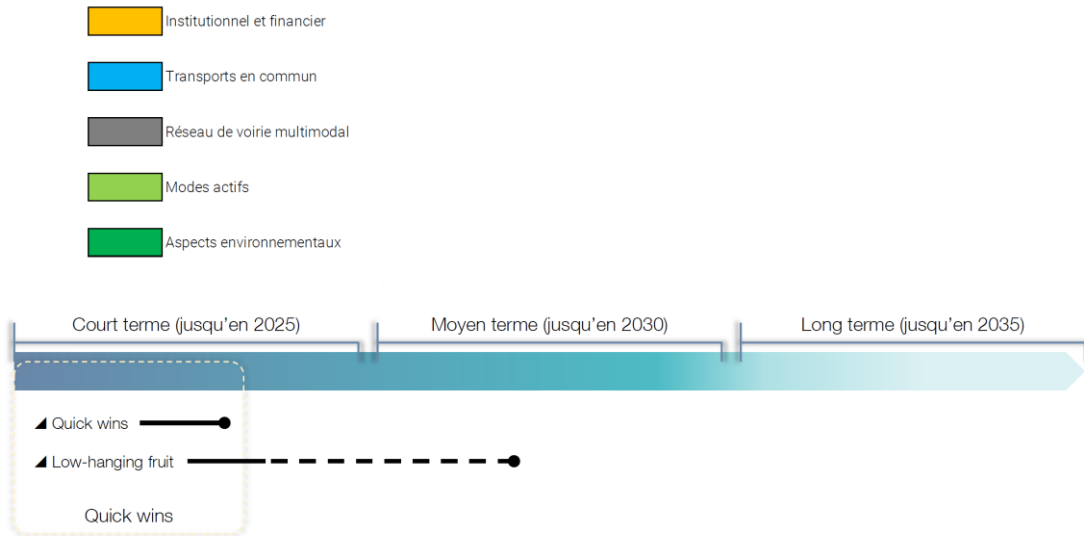 Institutionnel et financier
Transports en commun
Réseau de voirie multimodal
Modes actifs
Aspects environnementaux
Court terme (jusqu'en 2025)
Moyen terme (jusqu'en 2030)
Long terme (jusqu'en 2035)
Quick wins
Low-hanging fruit
Quick wins